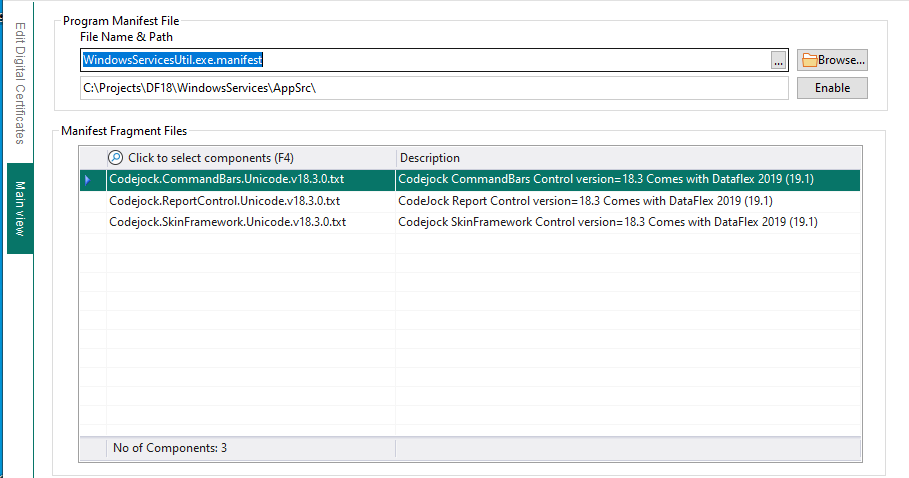 Edit Digital Certificates
Main view
Program Manifest File
File Name & Path
WindowsServicesUtil.exe.manifest
...
Browse...
C:\Projects\DF18\WindowsServices\AppSrc\
Enable
Manifest Fragment Files
Click to select components (F4) Description
Codejock.CommandBars.Unicode.v18.3.0.txt Codejock CommandBars Control version=18.3 Comes with Dataflex 2019 (19.1)
Codejock.ReportControl.Unicode.v18.3.0.txt CodeJock Report Control version=18.3 Comes with DataFlex 2019 (19.1)
Codejock.SkinFramework.Unicode.v18.3.0.txt Codejock SkinFramework Control version=18.3 Comes with DataFlex 2019 (19.1)
No of Components: 3